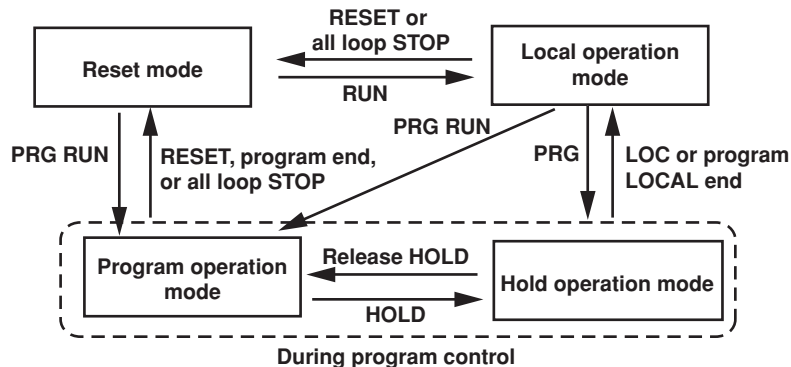 RESET or
all loop STOP
Reset mode
Local operation
mode
RUN
PRG RUN
PRG RUN
RESET, program end,
or all loop STOP
PRG
LOC or program
LOCAL end
Program operation
mode
Release HOLD
Hold operation mode
HOLD
During program control